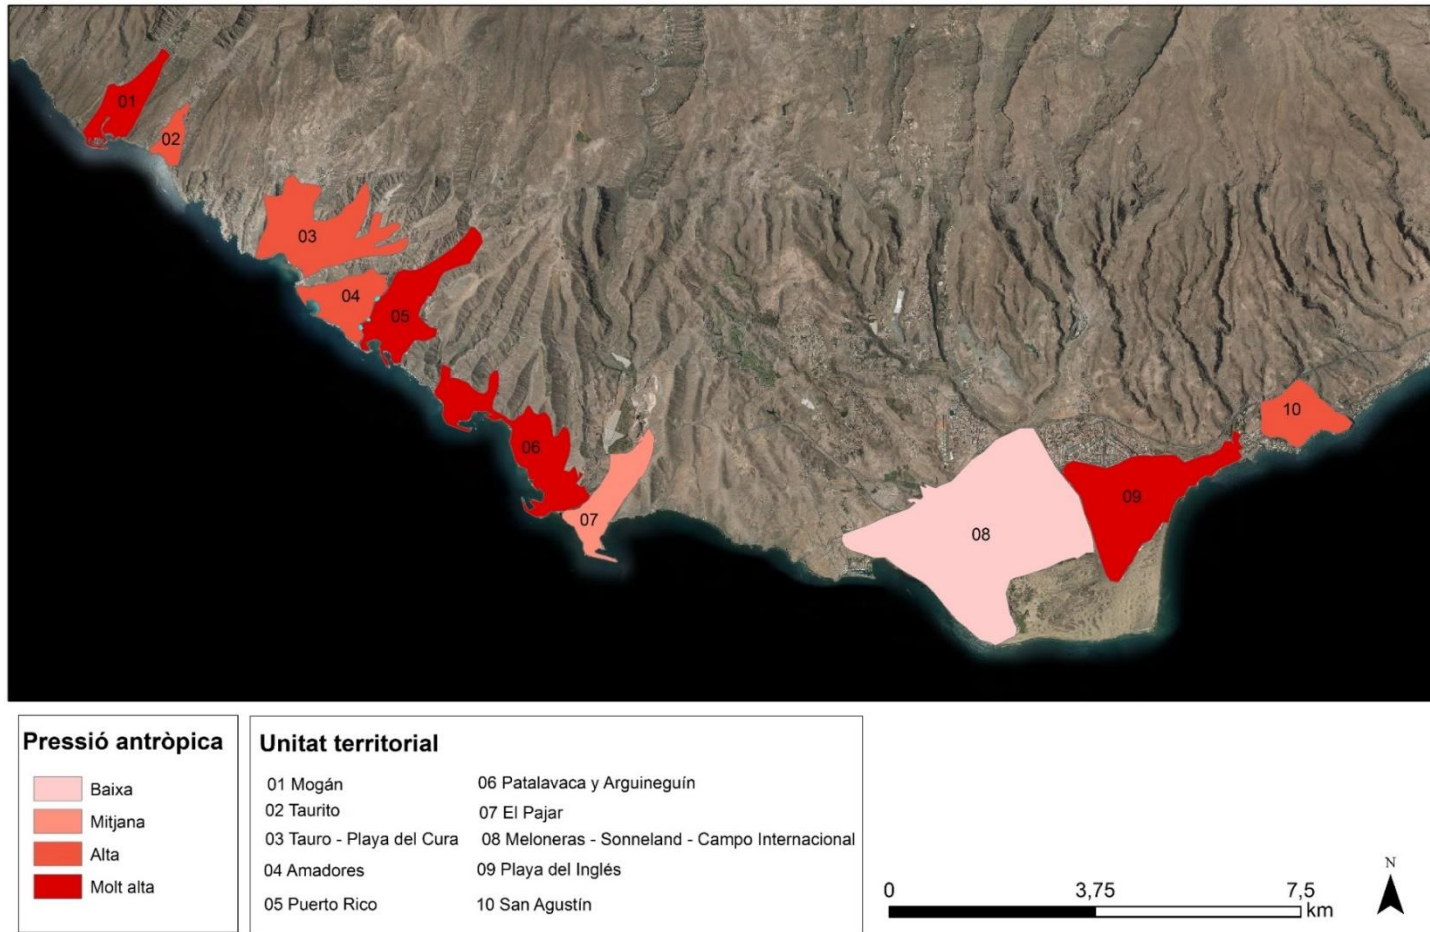 01
02
03
04
05
06
07
08
09
10
Pressió antròpica
Baixa
Mitjana
Alta
Molt alta
Unitat territorial
01 Mogán
02 Taurito
03 Tauro - Playa del Cura
04 Amadores
05 Puerto Rico
06 Patalavaca y Arguineguín
07 El Pajar
08 Meloneras - Sonneland - Campo Internacional
09 Playa del Inglés
10 San Agustín
0 3,75 7,5
km
N